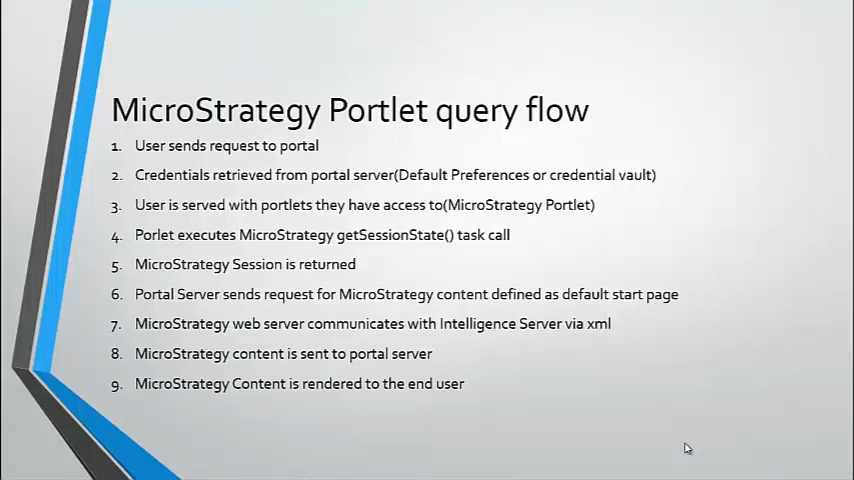 MicroStrategy Portlet query flow
1. User sends request to portal
2. Credentials retrieved from portal server(Default Preferences or credential vault)
3. User is served with portlets they have access to(MicroStrategy Portlet)
4. Porlet executes MicroStrategy getSessionState() task call
5. MicroStrategy Session is returned
6. Portal Server sends request for MicroStrategy content defined as default start page
7. MicroStrategy web server communicates with Intelligence Server via xml
8. MicroStrategy content is sent to portal server
9. MicroStrategy Content is rendered to the end user